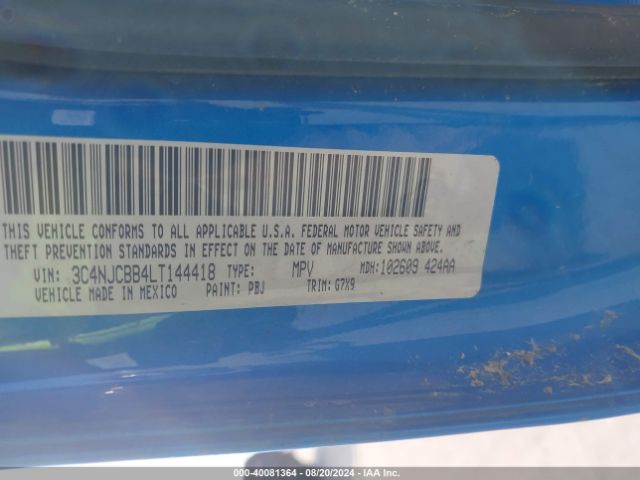 THIS VEHICLE CONFORMS TO ALL APPLICABLE U.S.A. FEDERAL MOTOR VEHICLE SAFETY AND
THEFT PREVENTION STANDARDS IN EFFECT ON THE DATE OF MANUFACTURE SHOWN ABOVE.
VIN: 3C4NJCBB4LT144418 TYPE: MPV MDH: 102609 424AA
VEHICLE MADE IN MEXICO PAINT: PBJ TRIM: G7X9
000-40081364 | 08/20/2024 | IAA Inc.